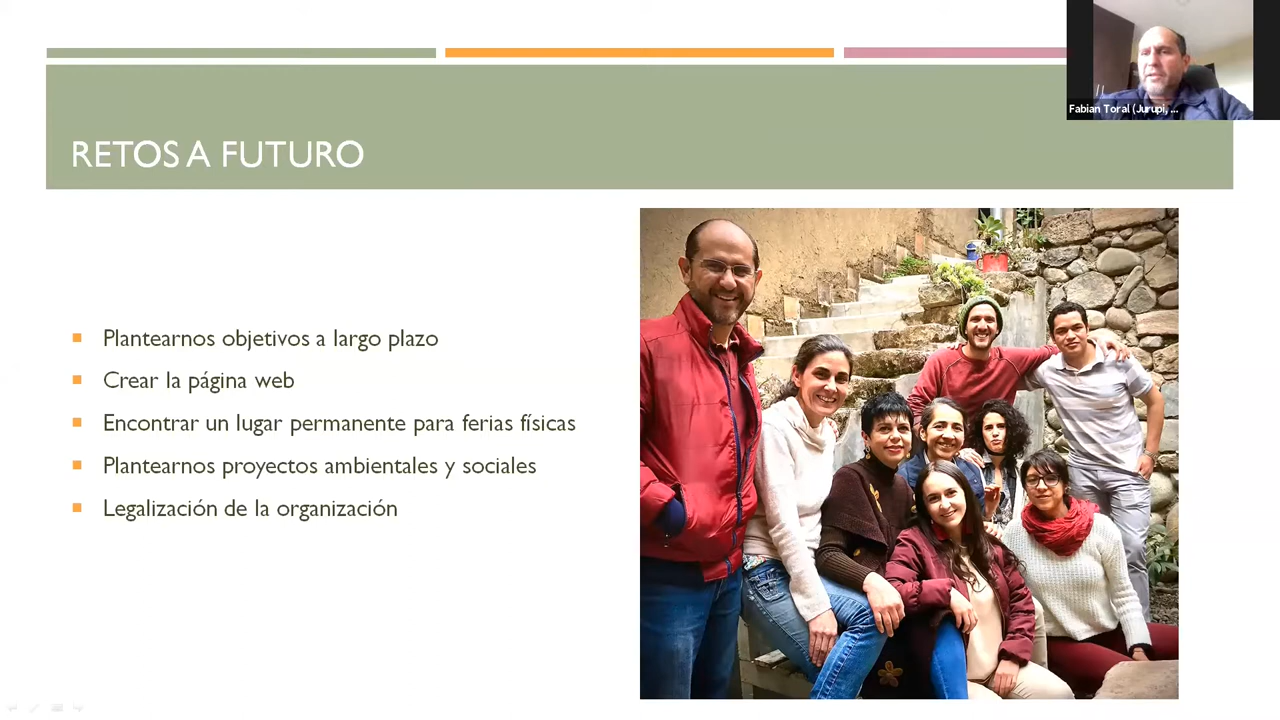 Fabian Toral (Jurupi, ...
RETOS A FUTURO
Plantearnos objetivos a largo plazo
Crear la página web
Encontrar un lugar permanente para ferias físicas
Plantearnos proyectos ambientales y sociales
Legalización de la organización